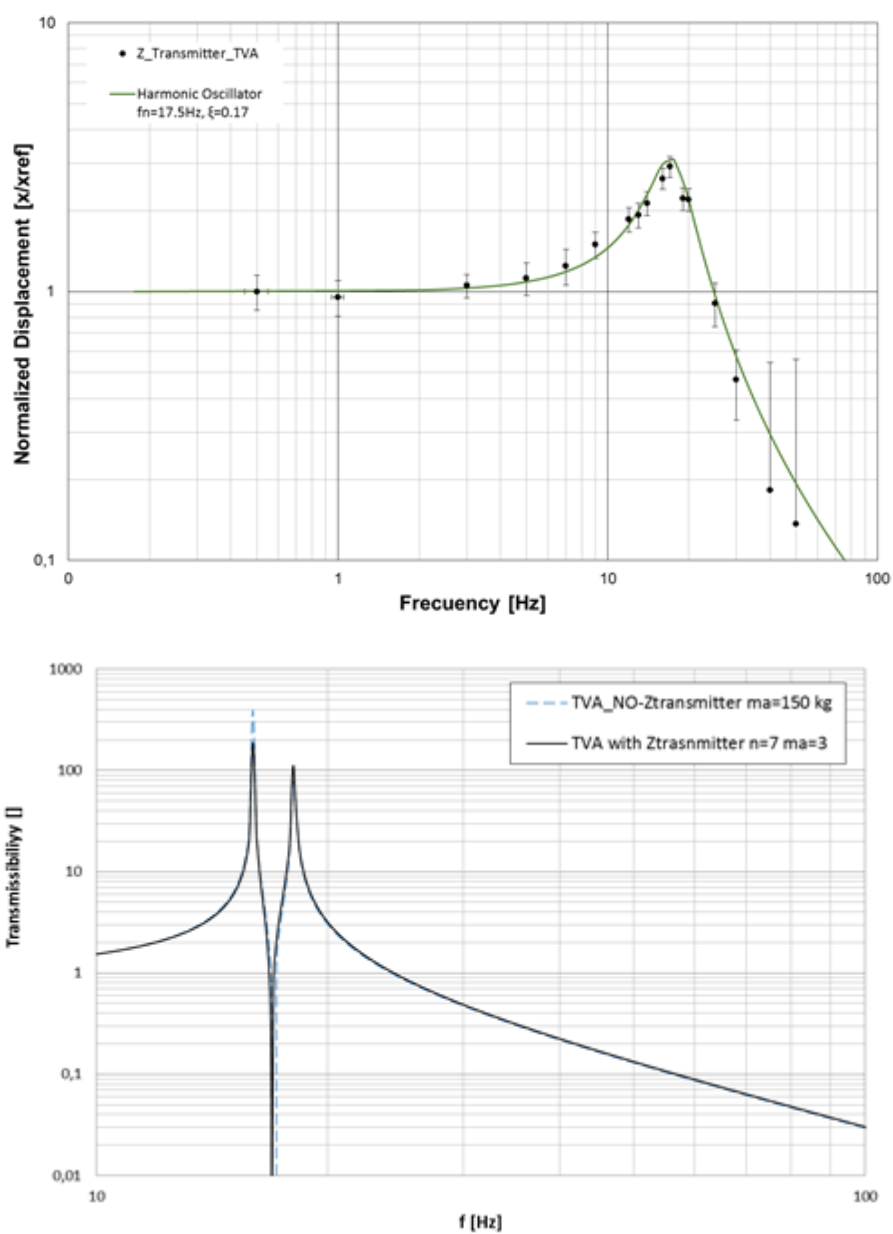 10
Z_Transmitter_TVA
Harmonic Oscillator
fn=17.5Hz, ξ=0.17
Normalized Displacement [x/xref]
1
0,1
0
1
10
100
Frecuency [Hz]
1000
TVA_NO-Ztransmitter ma=150 kg
TVA with Ztrasnmitter n=7 ma=3
100
10
Transmissibiliyy []
1
0,1
0,01
10
100
f [Hz]